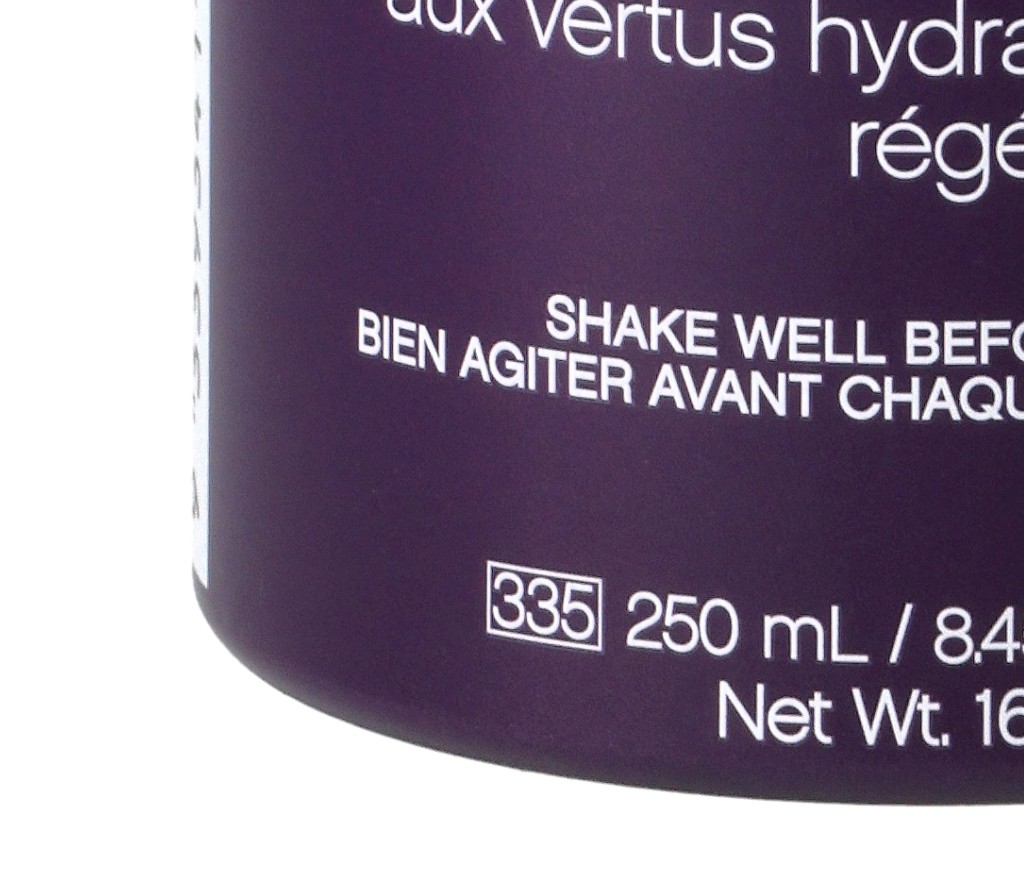 aux vertus hydra
régé
SHAKE WELL BEFO
BIEN AGITER AVANT CHAQU
335 250 mL / 8.4
Net Wt. 16